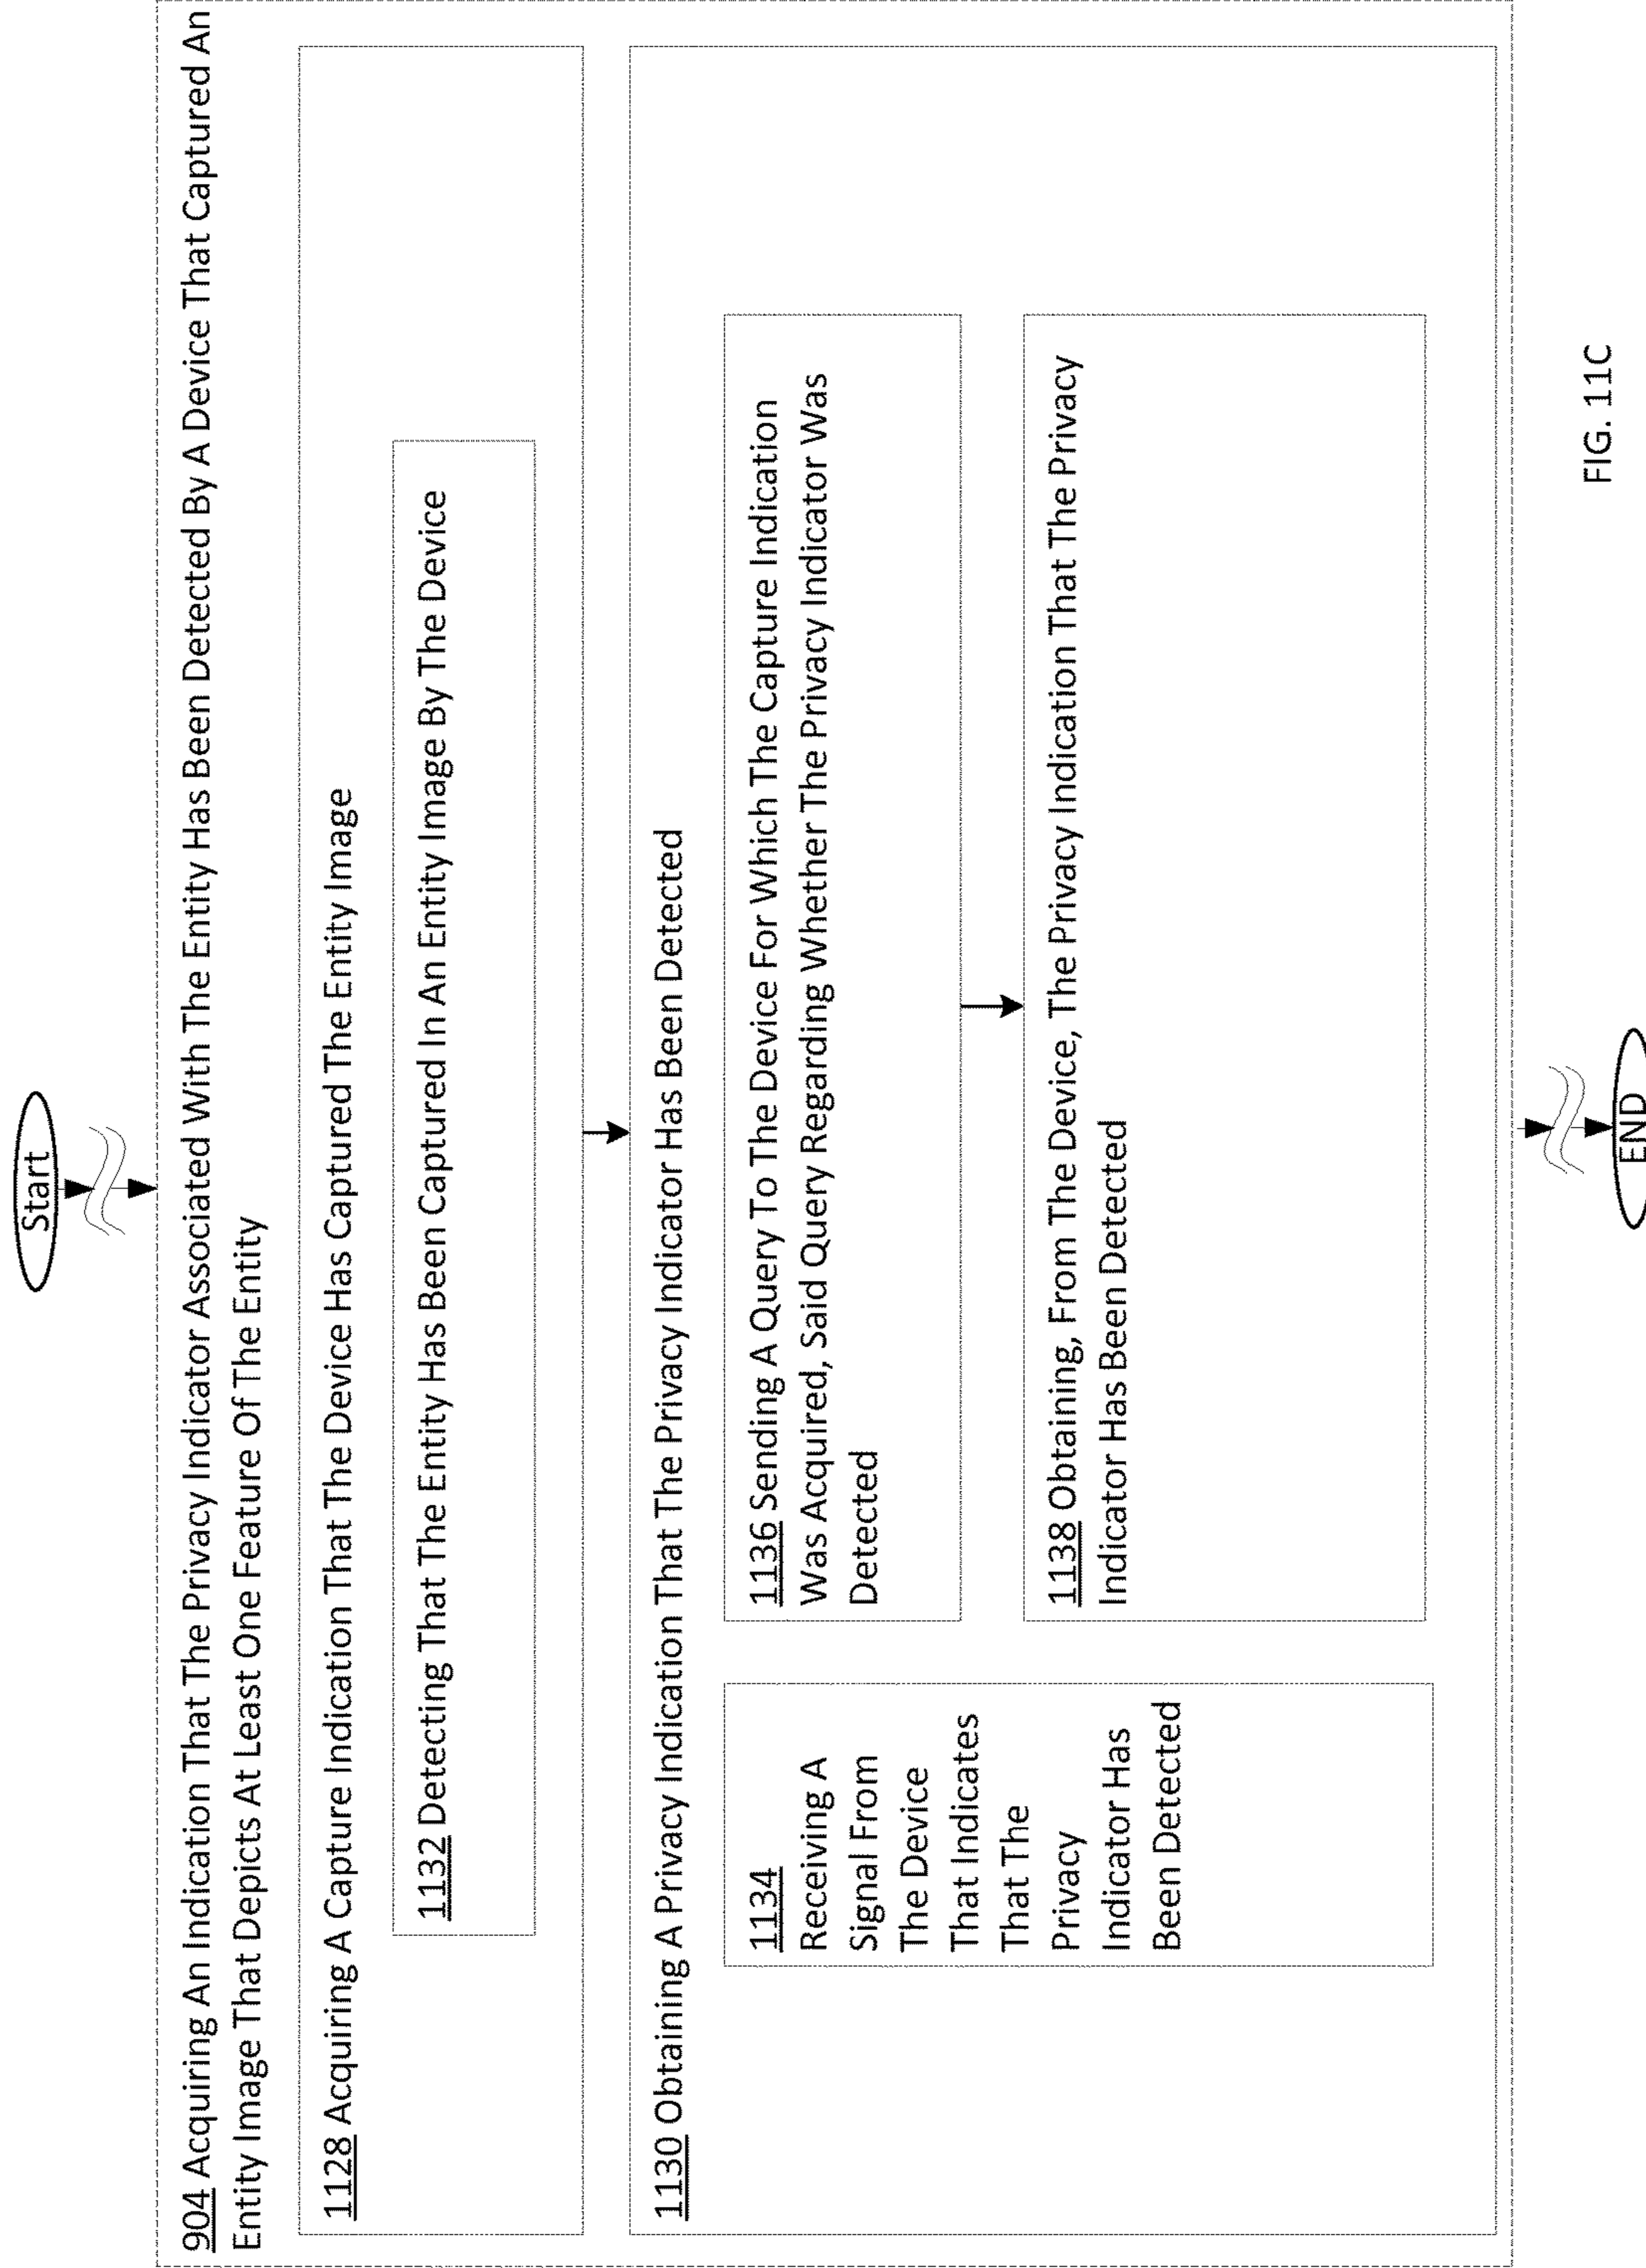 Start
904 Acquiring An Indication That The Privacy Indicator Associated With The Entity Has Been Detected By A Device That Captured An
Entity Image That Depicts At Least One Feature Of The Entity
1128 Acquiring A Capture Indication That The Device Has Captured The Entity Image
1132 Detecting That The Entity Has Been Captured In An Entity Image By The Device
1130 Obtaining A Privacy Indication That The Privacy Indicator Has Been Detected
1134
Receiving A
Signal From
The Device
That Indicates
That The
Privacy
Indicator Has
Been Detected
1136 Sending A Query To The Device For Which The Capture Indication
Was Acquired, Said Query Regarding Whether The Privacy Indicator Was
Detected
1138 Obtaining, From The Device, The Privacy Indication That The Privacy
Indicator Has Been Detected
END
FIG. 11C